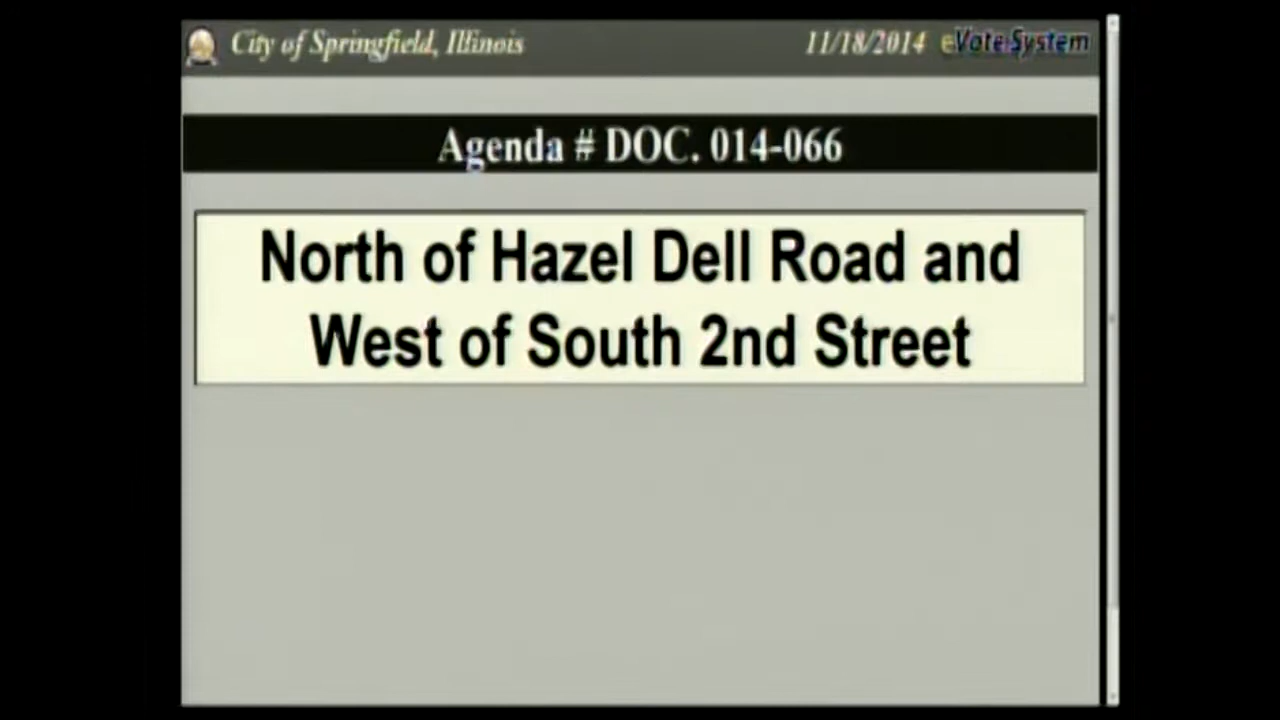 City of Springfield, Illinois
11/18/2014 eVote System
Agenda # DOC. 014-066
North of Hazel Dell Road and
West of South 2nd Street